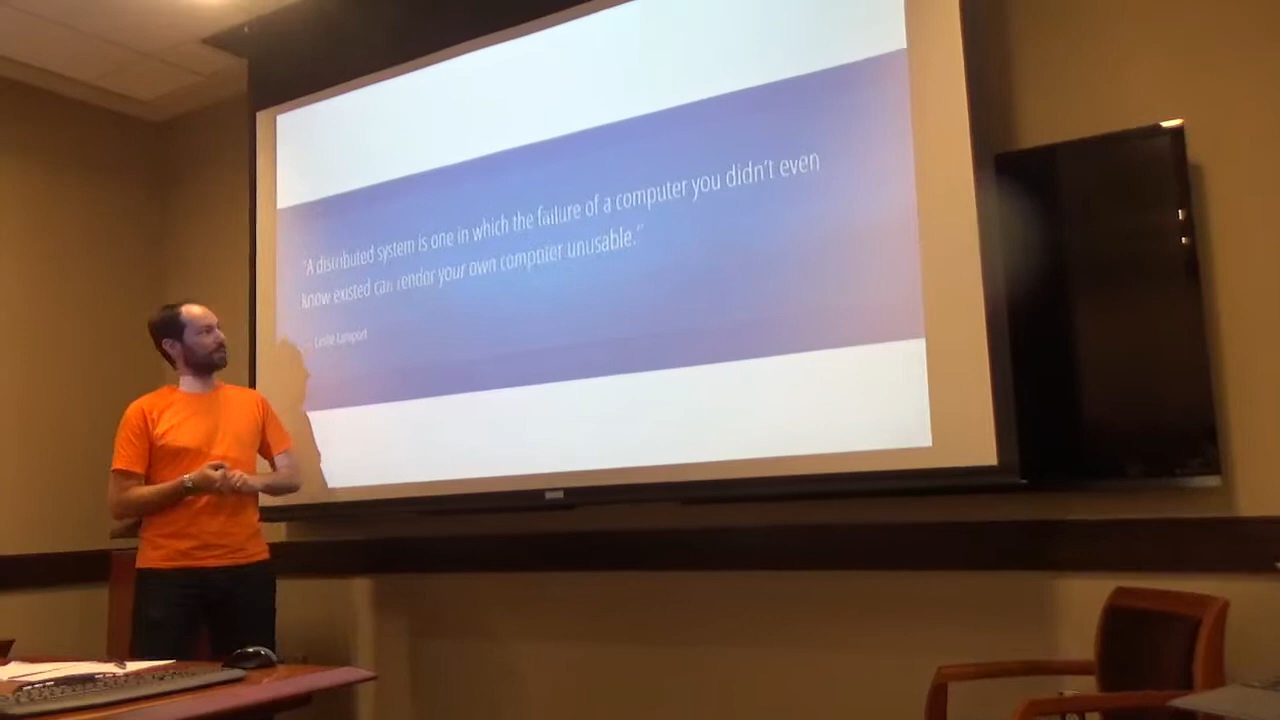 “A distributed system is one in which the failure of a computer you didn’t even
know existed can render your own computer unusable.”
— Leslie Lamport